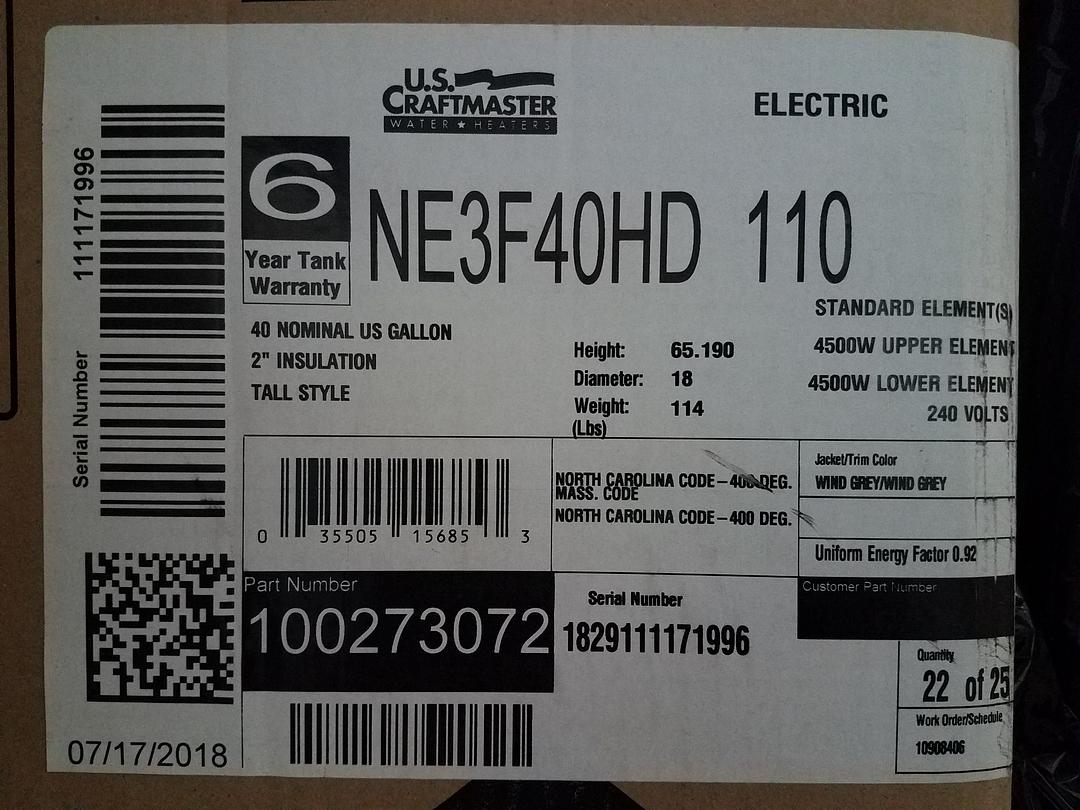 U.S.
CRAFTMASTER
WATER ★ HEATERS
ELECTRIC
6
Year Tank
Warranty
NE3F40HD 110
111171996
Serial Number
40 NOMINAL US GALLON
2" INSULATION
TALL STYLE
Height: 65.190
Diameter: 18
Weight: 114
(Lbs)
STANDARD ELEMENT(S)
4500W UPPER ELEMENT
4500W LOWER ELEMENT
240 VOLTS
0 35505 15685 3
NORTH CAROLINA CODE–400 DEG.
MASS. CODE
NORTH CAROLINA CODE–400 DEG.
Jacket/Trim Color
WIND GREY/WIND GREY
Uniform Energy Factor 0.92
Part Number
100273072
Serial Number
1829111171996
Customer Part Number
Quantity
22 of 25
Work Order/Schedule
10908406
07/17/2018